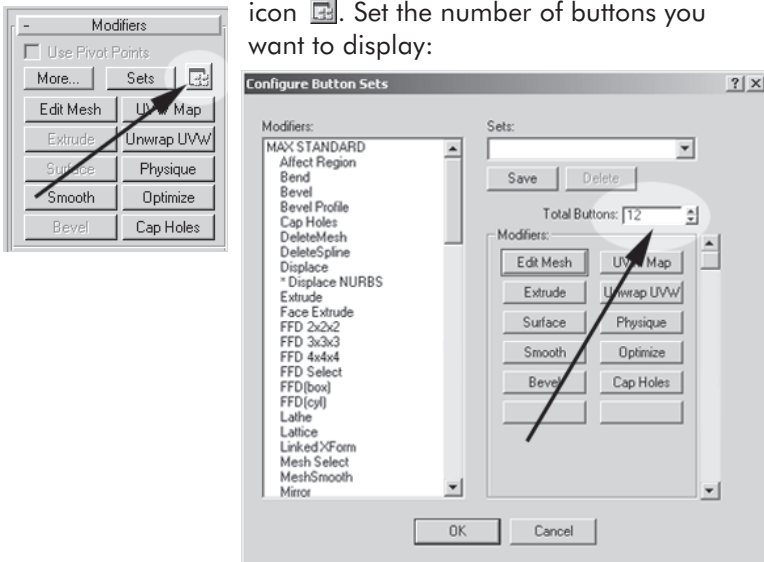 icon . Set the number of buttons you
want to display:
- Modifiers
Use Pivot Points
More... Sets
Edit Mesh UVW Map
Extrude Unwrap UVW
Surface Physique
Smooth Optimize
Bevel Cap Holes
Configure Button Sets
Modifiers:
MAX STANDARD
Affect Region
Bend
Bevel
Bevel Profile
Cap Holes
DeleteMesh
DeleteSpline
Displace
* Displace NURBS
Extrude
Face Extrude
FFD 2x2x2
FFD 3x3x3
FFD 4x4x4
FFD Select
FFD(box)
FFD(cyl)
Lathe
Lattice
Linked XForm
Mesh Select
MeshSmooth
Mirror
Sets:
Save Delete
Total Buttons: 12
Modifiers:
Edit Mesh UVW Map
Extrude Unwrap UVW
Surface Physique
Smooth Optimize
Bevel Cap Holes
OK Cancel